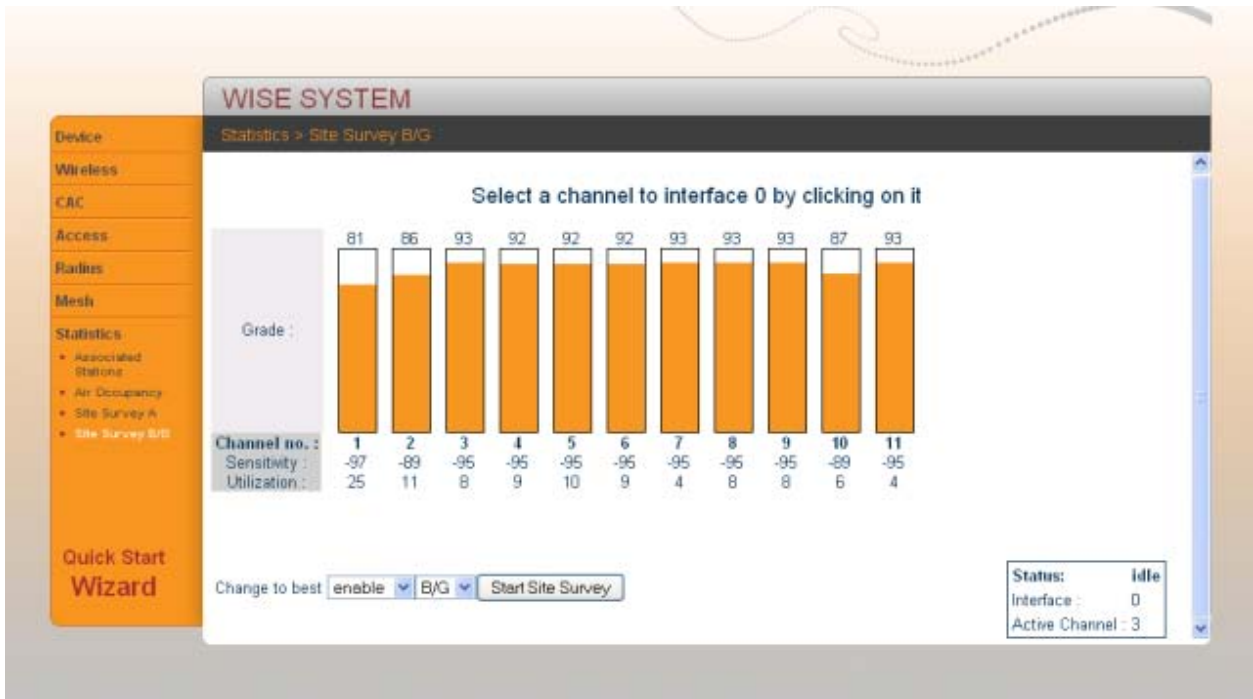 WISE SYSTEM
Statistics > Site Survey B/G
Device
Wireless
CAC
Access
Radius
Mesh
Statistics
Associated
Stations
Air Occupancy
Site Survey A
Site Survey B/G
Quick Start
Wizard
Select a channel to interface 0 by clicking on it
81 86 93 92 92 92 93 93 93 87 93
Grade :
Channel no. : 1 2 3 4 5 6 7 8 9 10 11
Sensitivity : -97 -89 -95 -95 -95 -95 -95 -95 -95 -89 -95
Utilization : 25 11 8 9 10 9 4 8 8 6 4
Change to best enable B/G Start Site Survey
Status: idle
Interface : 0
Active Channel : 3